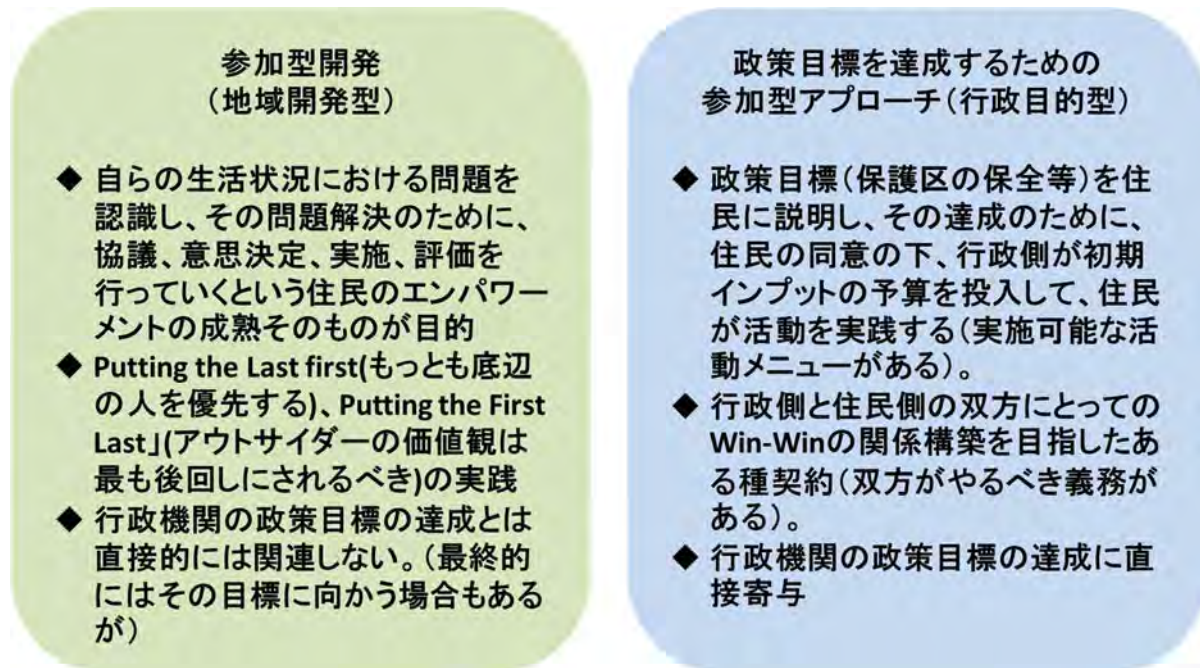 参加型開発
（地域開発型）
◆ 自らの生活状況における問題を
認識し、その問題解決のために、
協議、意思決定、実施、評価を
行っていくという住民のエンパワー
メントの成熟そのものが目的
◆ Putting the Last first(もっとも底辺
の人を優先する)、Putting the First
Last」(アウトサイダーの価値観は
最も後回しにされるべき)の実践
◆ 行政機関の政策目標の達成とは
直接的には関連しない。（最終的
にはその目標に向かう場合もある
が）
政策目標を達成するための
参加型アプローチ（行政目的型）
◆ 政策目標（保護区の保全等）を住
民に説明し、その達成のために、
住民の同意の下、行政側が初期
インプットの予算を投入して、住民
が活動を実践する（実施可能な活
動メニューがある）。
◆ 行政側と住民側の双方にとっての
Win-Winの関係構築を目指したあ
る種契約（双方がやるべき義務が
ある）。
◆ 行政機関の政策目標の達成に直
接寄与